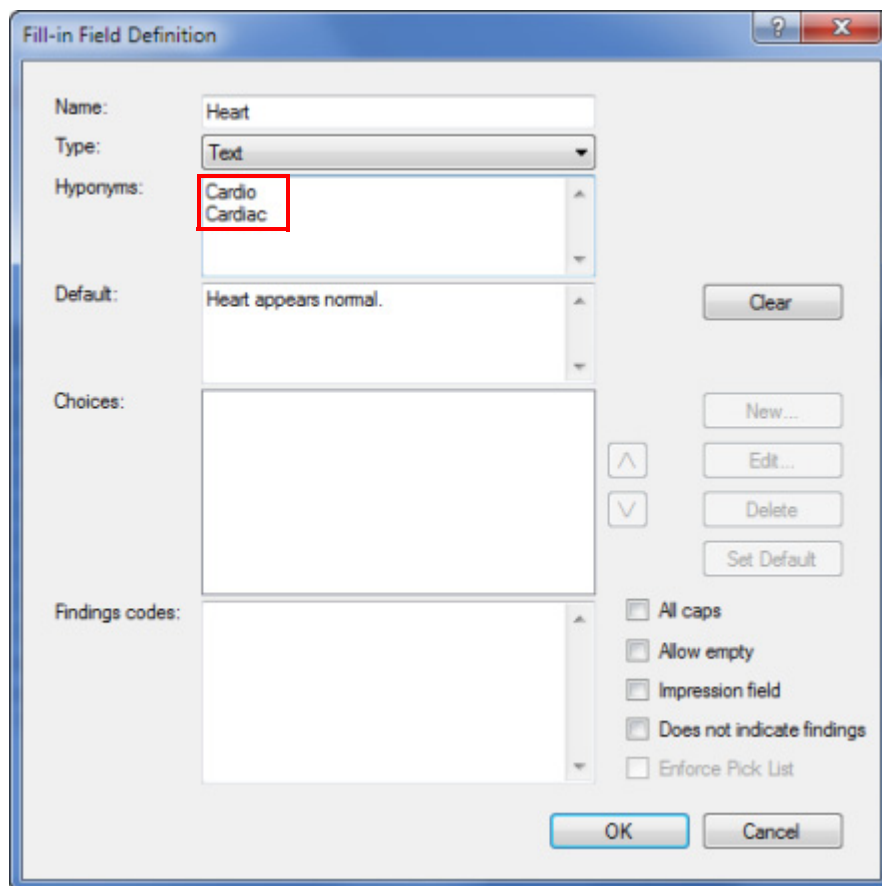 Fill-in Field Definition
Name: Heart
Type: Text
Hyponyms: Cardio
Cardiac
Default: Heart appears normal.
Clear
Choices:
New...
Edit...
Delete
Set Default
Findings codes:
All caps
Allow empty
Impression field
Does not indicate findings
Enforce Pick List
OK Cancel